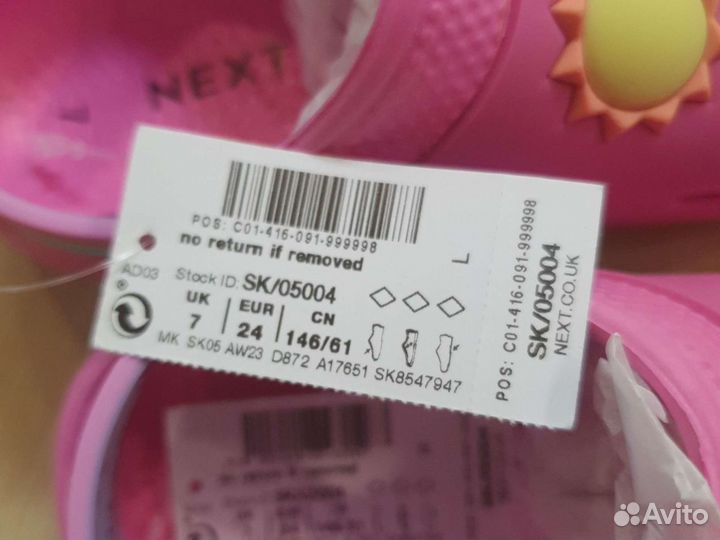 NEXT
L
POS: C01-416-091-999998
no return if removed
L
AD03
Stock ID: SK/05004
UK EUR CN
7 24 146/61
MK SK05 AW23 D872 A17651 SK8547947
POS: C01-416-091-999998
SK/05004
NEXT.CO.UK
SK/05004
Avito